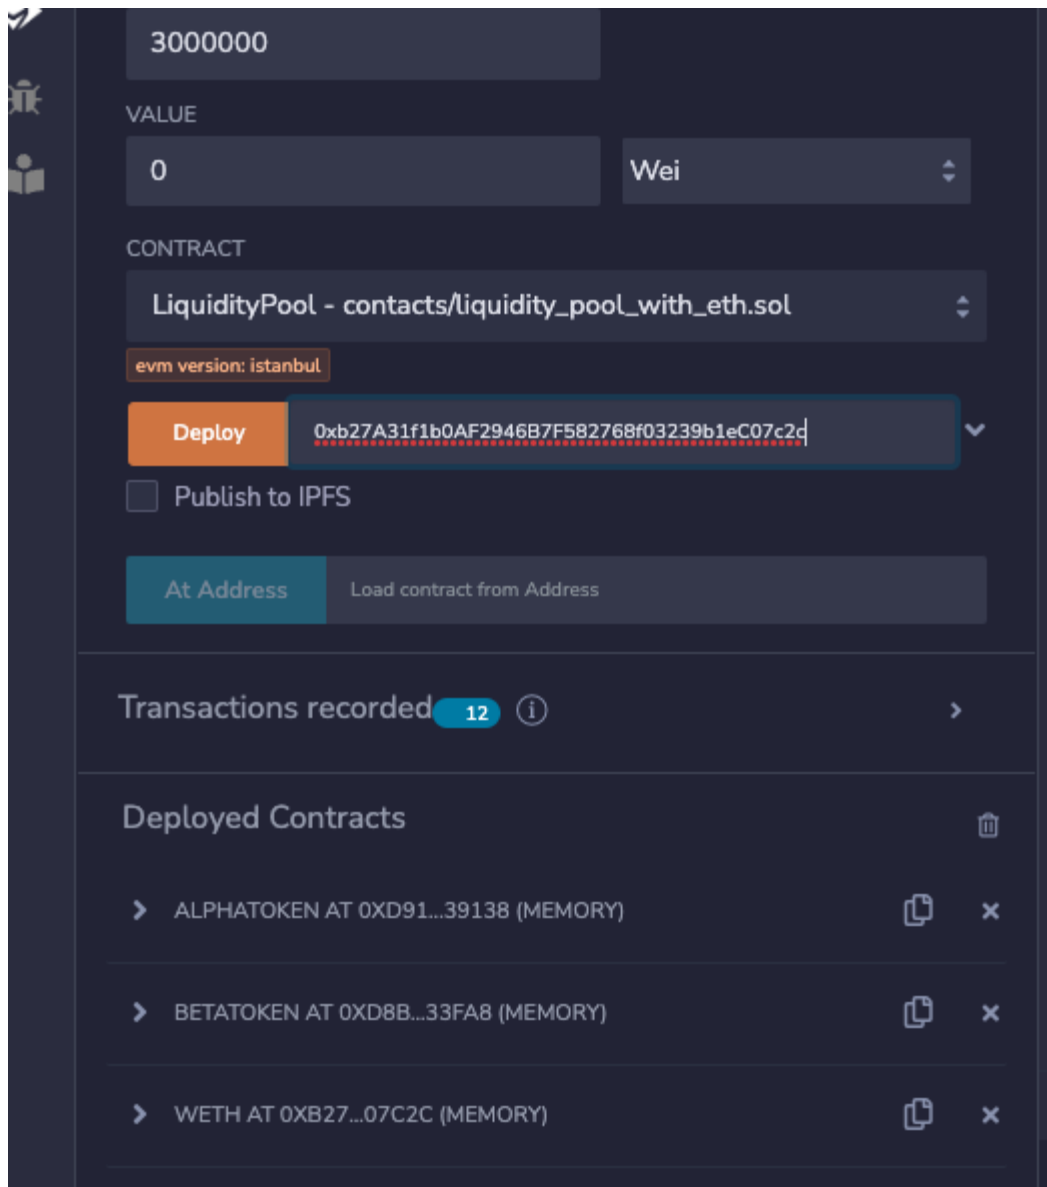 3000000
VALUE
0
Wei
CONTRACT
LiquidityPool - contacts/liquidity_pool_with_eth.sol
evm version: istanbul
Deploy
0xb27A31f1b0AF2946B7F582768f03239b1eC07c2c
Publish to IPFS
At Address
Load contract from Address
Transactions recorded 12 i
Deployed Contracts
ALPHATOKEN AT 0XD91...39138 (MEMORY)
BETATOKEN AT 0XD8B...33FA8 (MEMORY)
WETH AT 0XB27...07C2C (MEMORY)